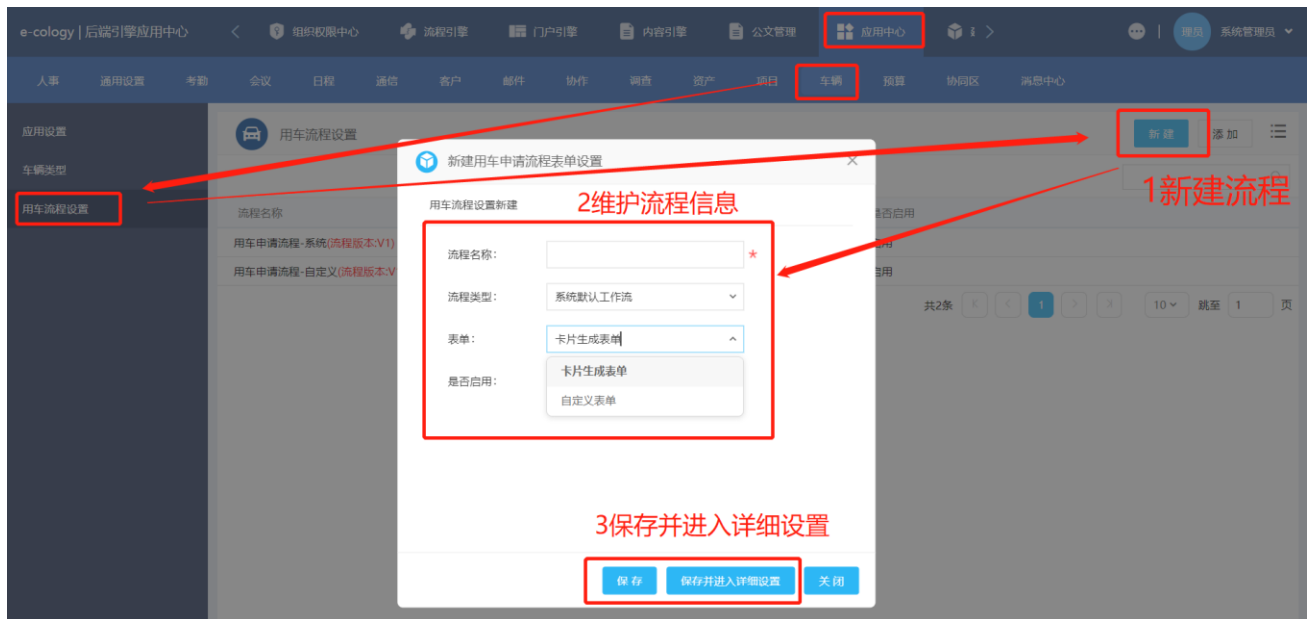 e-cology | 后端引擎应用中心 组织权限中心 流程引擎 门户引擎 内容引擎 公文管理 应用中心 理员 系统管理员
人事 通用设置 考勤 会议 日程 通信 客户 邮件 协作 调查 资产 项目 车辆 预算 协同区 消息中心
应用设置
车辆类型
用车流程设置
用车流程设置
新建 添加
1新建流程
流程名称
是否启用
用车申请流程-系统(流程版本:V1)
启用
用车申请流程-自定义(流程版本:V
启用
共2条 1 10 跳至 1 页
新建用车申请流程表单设置
用车流程设置新建
2维护流程信息
流程名称: *
流程类型: 系统默认工作流
表单: 卡片生成表单
卡片生成表单
是否启用:
自定义表单
3保存并进入详细设置
保存 保存并进入详细设置 关闭